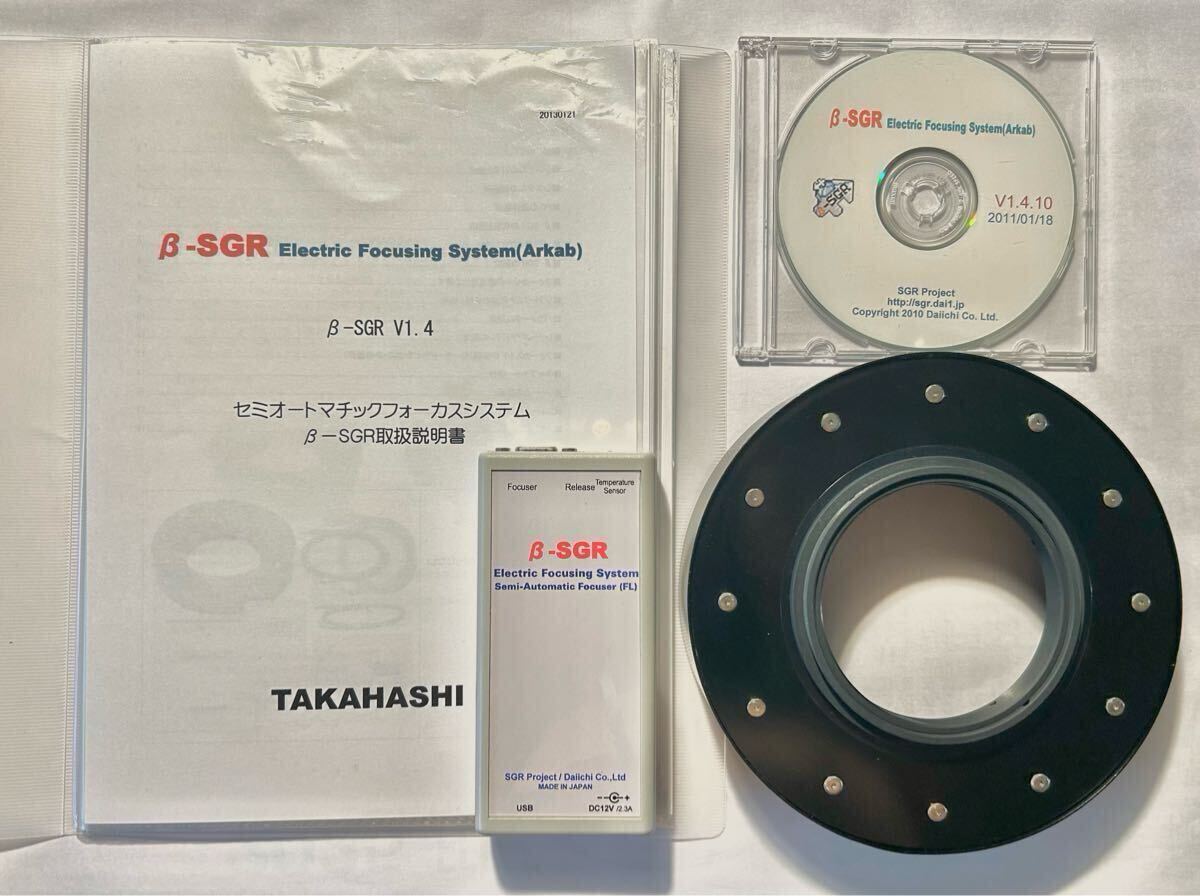 20130121
β-SGR Electric Focusing System(Arkab)
β-SGR V1.4
セミオートマチックフォーカスシステム
β-SGR取扱説明書
TAKAHASHI
β-SGR Electric Focusing System(Arkab)
SGR
V1.4.10
2011/01/18
SGR Project
http://sgr.dai1.jp
Copyright 2010 Daiichi Co. Ltd.
Focuser Release Temperature Sensor
β-SGR
Electric Focusing System
Semi-Automatic Focuser (FL)
SGR Project / Daiichi Co.,Ltd
MADE IN JAPAN
USB DC12V /2.3A